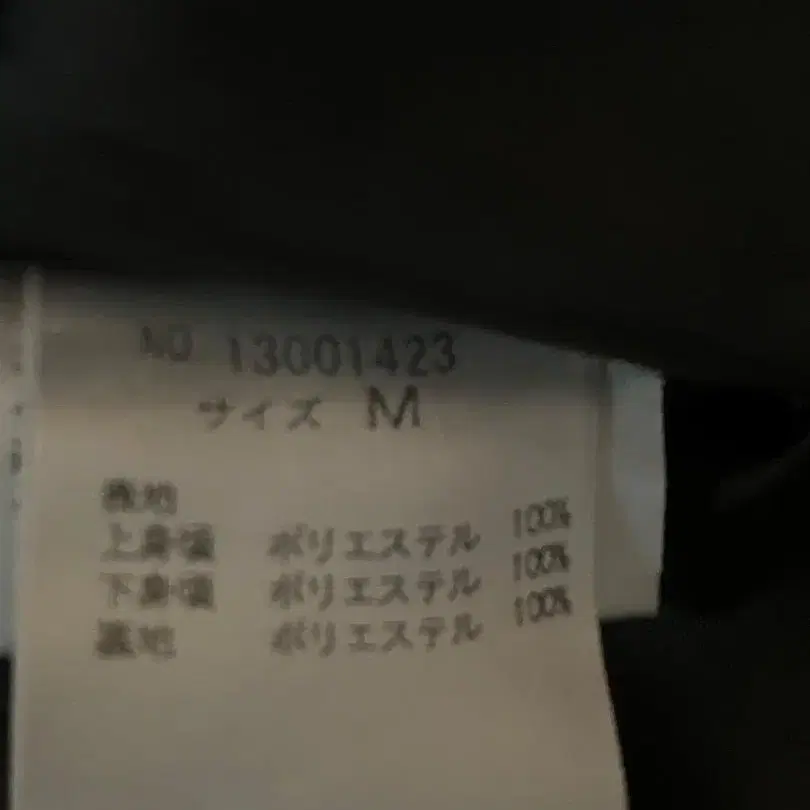 NO 13001423
サイズ M
表地
上身頃 ポリエステル 100%
下身頃 ポリエステル 100%
裏地 ポリエステル 100%